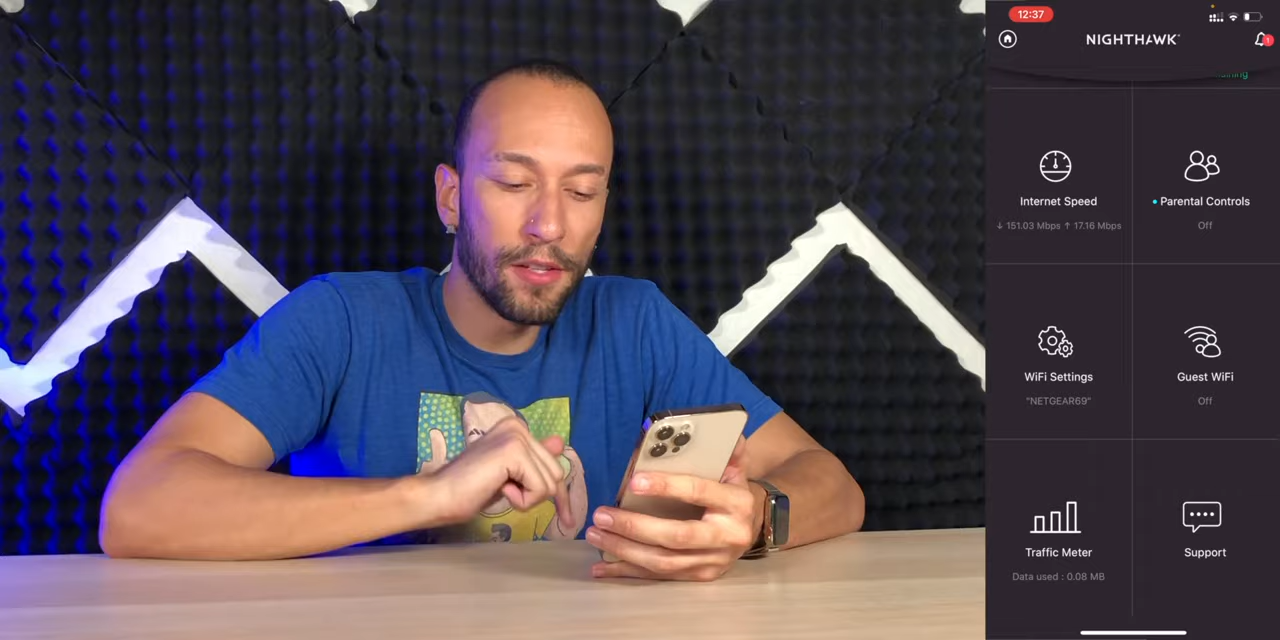 12:37
NIGHTHAWK
1
Internet Speed
↓ 151.03 Mbps ↑ 17.16 Mbps
Parental Controls
Off
WiFi Settings
"NETGEAR69"
Guest WiFi
Off
Traffic Meter
Data used : 0.08 MB
Support